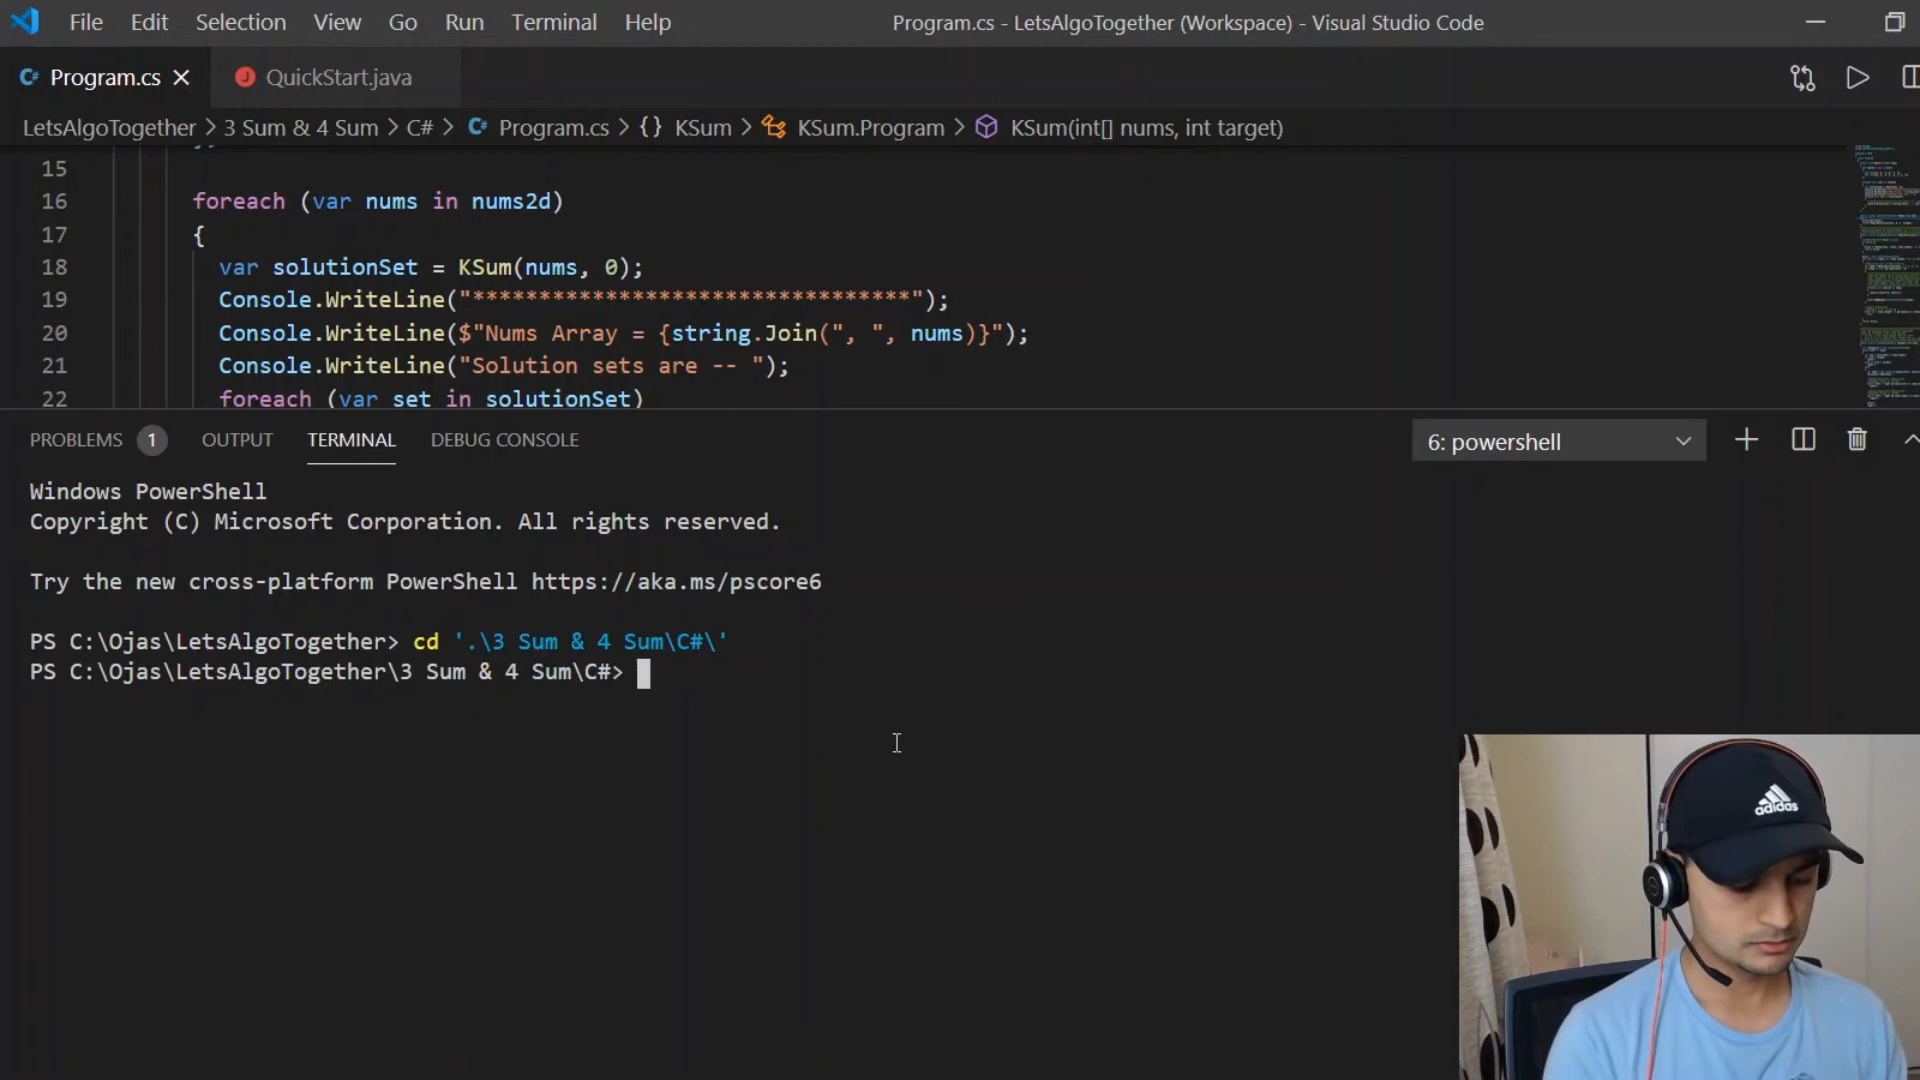 File Edit Selection View Go Run Terminal Help Program.cs - LetsAlgoTogether (Workspace) - Visual Studio Code
C# Program.cs J QuickStart.java
LetsAlgoTogether > 3 Sum & 4 Sum > C# > C# Program.cs > {} KSum > KSum.Program > KSum(int[] nums, int target)
15
16 foreach (var nums in nums2d)
17 {
18 var solutionSet = KSum(nums, 0);
19 Console.WriteLine("*********************************");
20 Console.WriteLine($"Nums Array = {string.Join(", ", nums)}");
21 Console.WriteLine("Solution sets are -- ");
22 foreach (var set in solutionSet)
PROBLEMS 1 OUTPUT TERMINAL DEBUG CONSOLE 6: powershell
Windows PowerShell
Copyright (C) Microsoft Corporation. All rights reserved.
Try the new cross-platform PowerShell https://aka.ms/pscore6
PS C:\Ojas\LetsAlgoTogether> cd '.\3 Sum & 4 Sum\C#\'
PS C:\Ojas\LetsAlgoTogether\3 Sum & 4 Sum\C#>
adidas